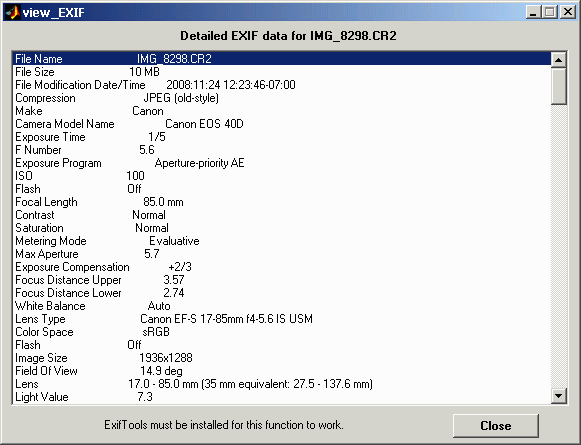 view_EXIF
Detailed EXIF data for IMG_8298.CR2
File Name IMG_8298.CR2
File Size 10 MB
File Modification Date/Time 2008:11:24 12:23:46-07:00
Compression JPEG (old-style)
Make Canon
Camera Model Name Canon EOS 40D
Exposure Time 1/5
F Number 5.6
Exposure Program Aperture-priority AE
ISO 100
Flash Off
Focal Length 85.0 mm
Contrast Normal
Saturation Normal
Metering Mode Evaluative
Max Aperture 5.7
Exposure Compensation +2/3
Focus Distance Upper 3.57
Focus Distance Lower 2.74
White Balance Auto
Lens Type Canon EF-S 17-85mm f4-5.6 IS USM
Color Space sRGB
Flash Off
Image Size 1936x1288
Field Of View 14.9 deg
Lens 17.0 - 85.0 mm (35 mm equivalent: 27.5 - 137.6 mm)
Light Value 7.3
ExifTools must be installed for this function to work.
Close